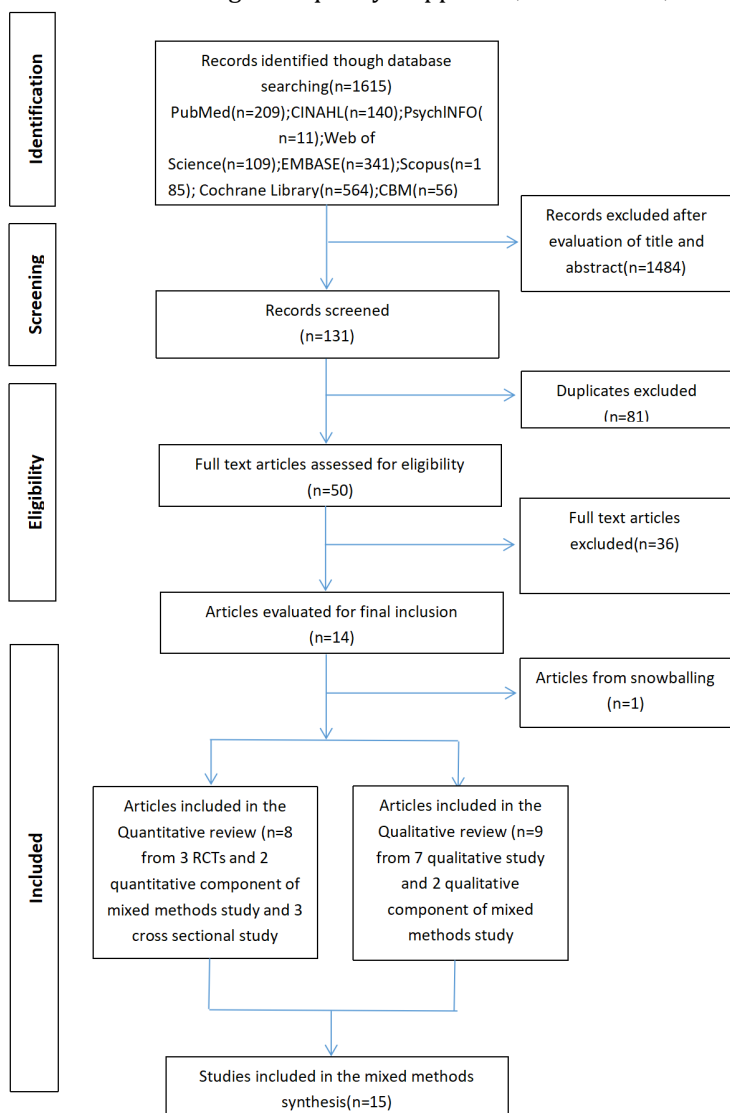 Identification
Records identified though database
searching(n=1615)
PubMed(n=209);CINAHL(n=140);PsychlNFO(
n=11);Web of
Science(n=109);EMBASE(n=341);Scopus(n=1
85); Cochrane Library(n=564);CBM(n=56)
Records excluded after
evaluation of title and
abstract(n=1484)
Screening
Records screened
(n=131)
Duplicates excluded
(n=81)
Eligibility
Full text articles assessed for eligibility
(n=50)
Full text articles
excluded(n=36)
Articles evaluated for final inclusion
(n=14)
Articles from snowballing
(n=1)
Included
Articles included in the
Quantitative review (n=8
from 3 RCTs and 2
quantitative component of
mixed methods study and 3
cross sectional study
Articles included in the
Qualitative review (n=9
from 7 qualitative study
and 2 qualitative
component of mixed
methods study
Studies included in the mixed methods
synthesis(n=15)